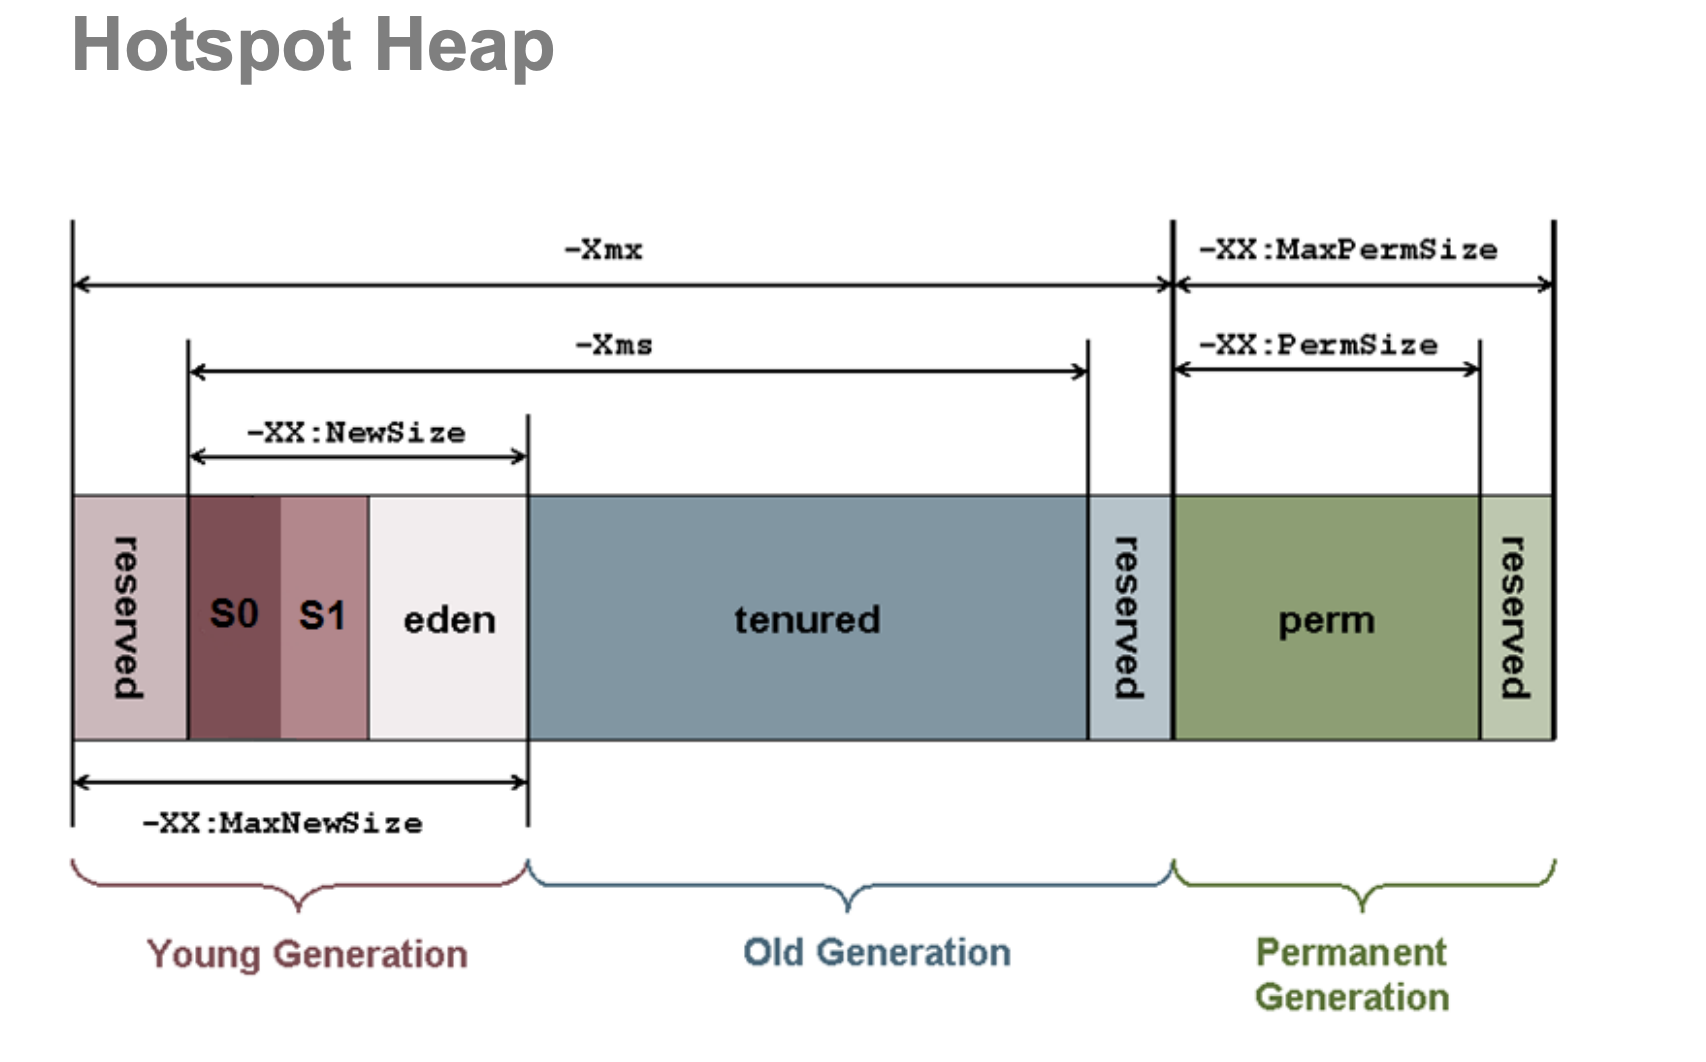 Hotspot Heap
-Xmx
-XX:MaxPermSize
-Xms
-XX:PermSize
-XX:NewSize
reserved
S0
S1
eden
tenured
reserved
perm
reserved
-XX:MaxNewSize
Young Generation
Old Generation
Permanent
Generation